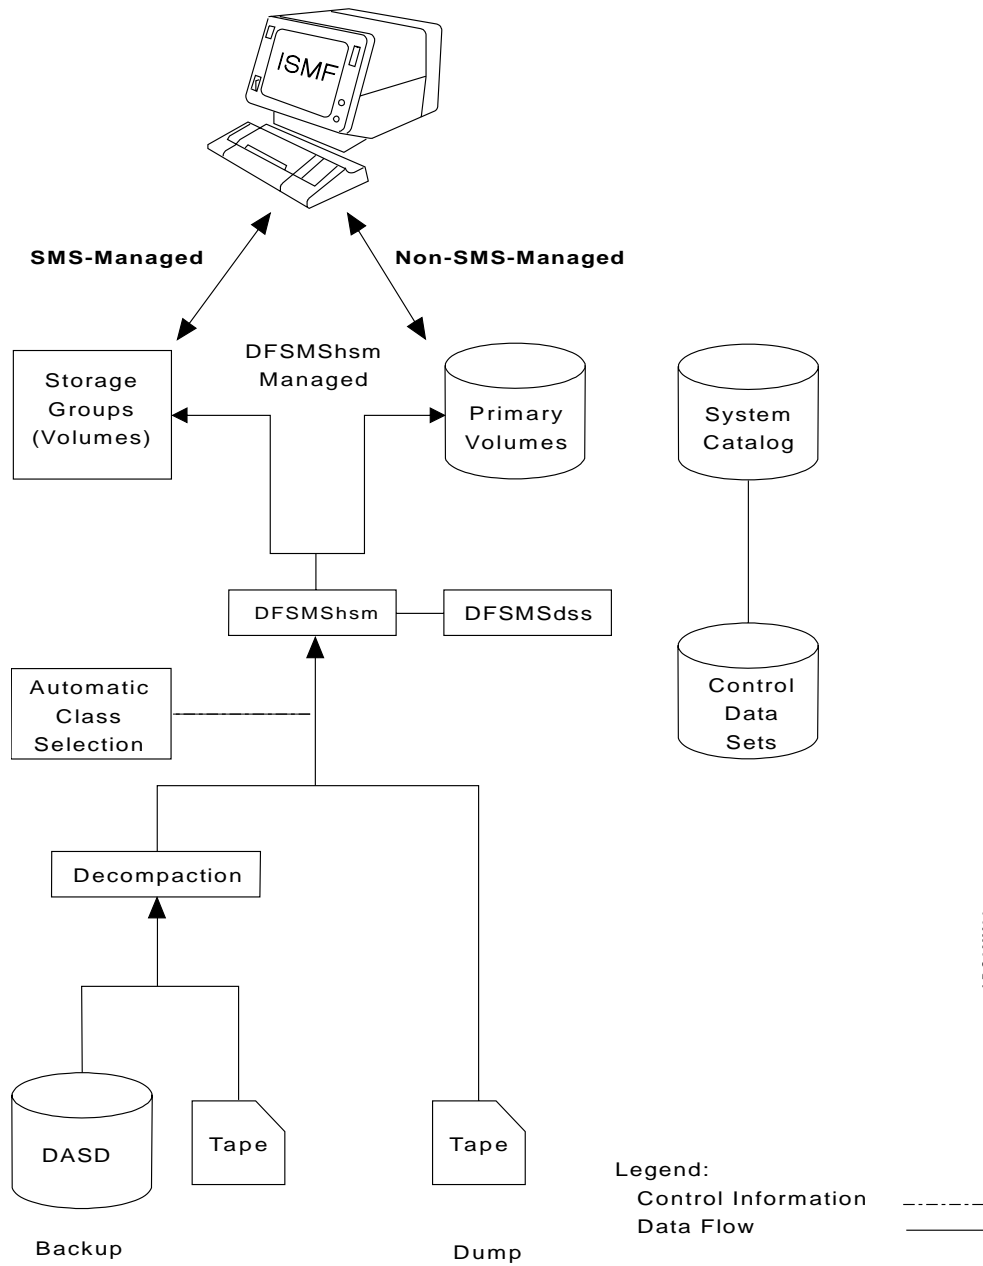 ISMF
SMS-Managed
Non-SMS-Managed
DFSMShsm
Managed
Storage
Groups
(Volumes)
Primary
Volumes
System
Catalog
DFSMShsm
DFSMSdss
Automatic
Class
Selection
Control
Data
Sets
Decompaction
DASD
Tape
Tape
Legend:
Control Information
Data Flow
Backup
Dump